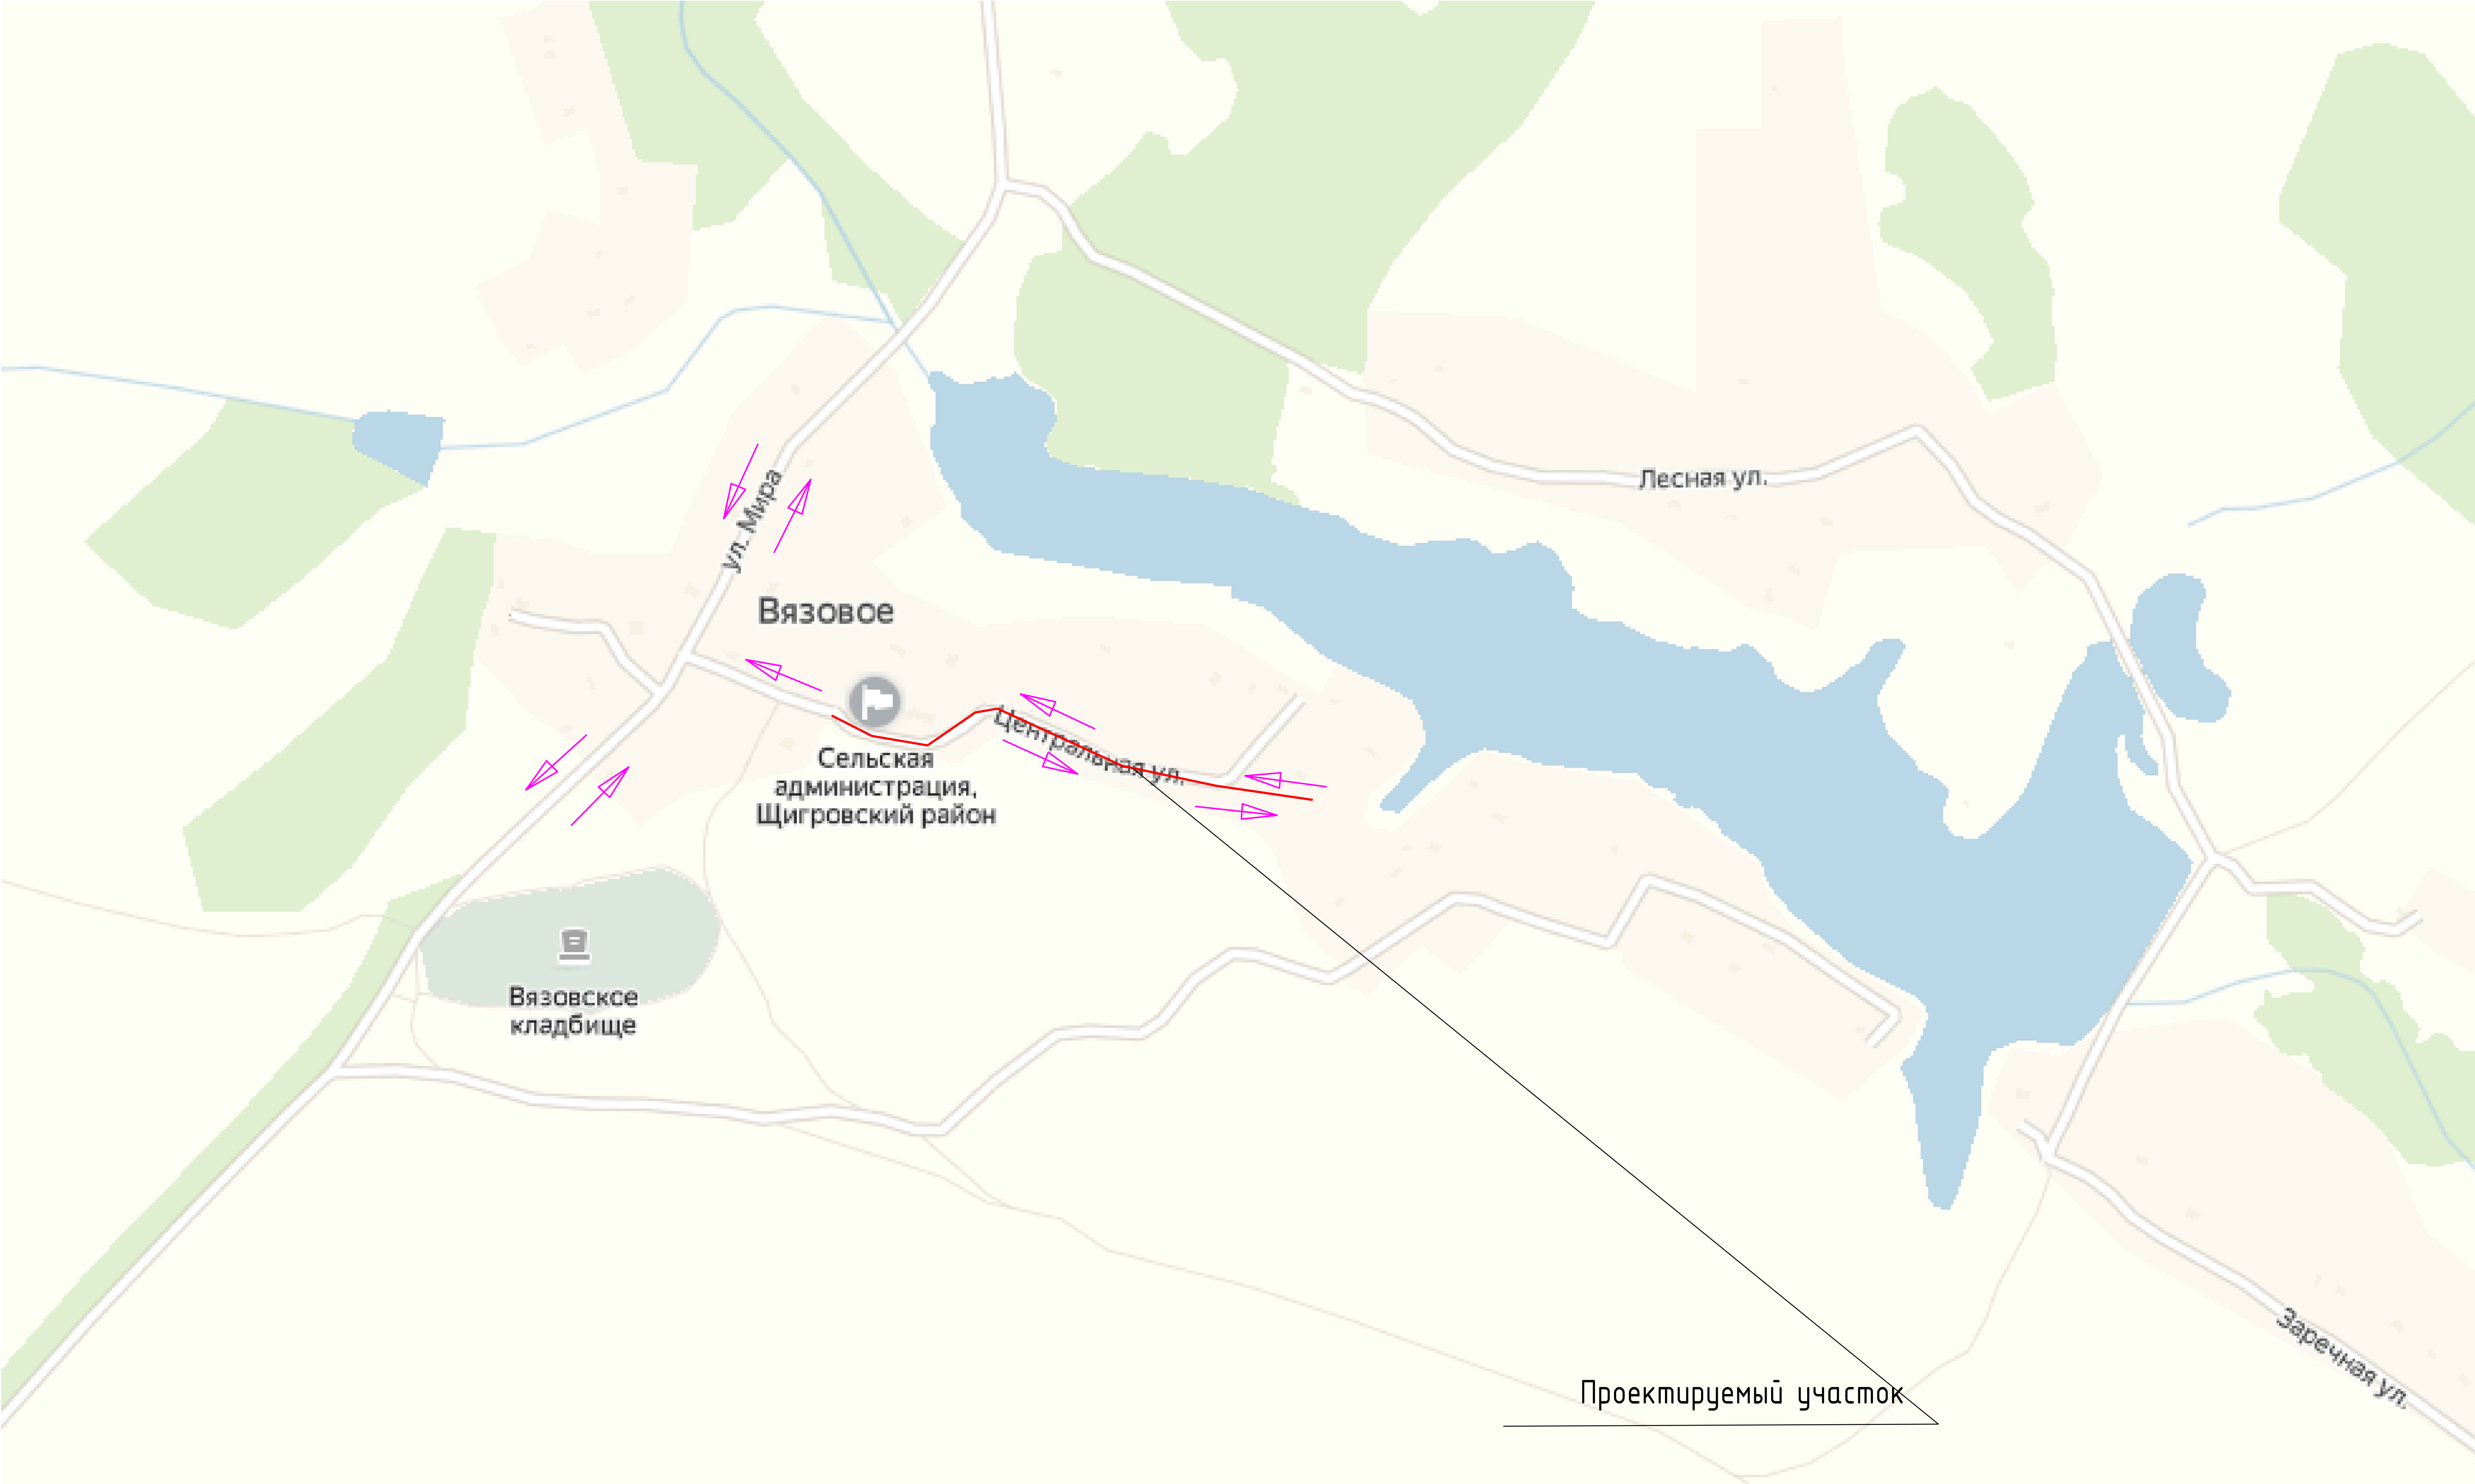 Лесная ул.
ул. Мира
Вязовое
Центральная ул.
Сельская
администрация,
Щигровский район
Вязовское
кладбище
Заречная ул.
Проектируемый участок